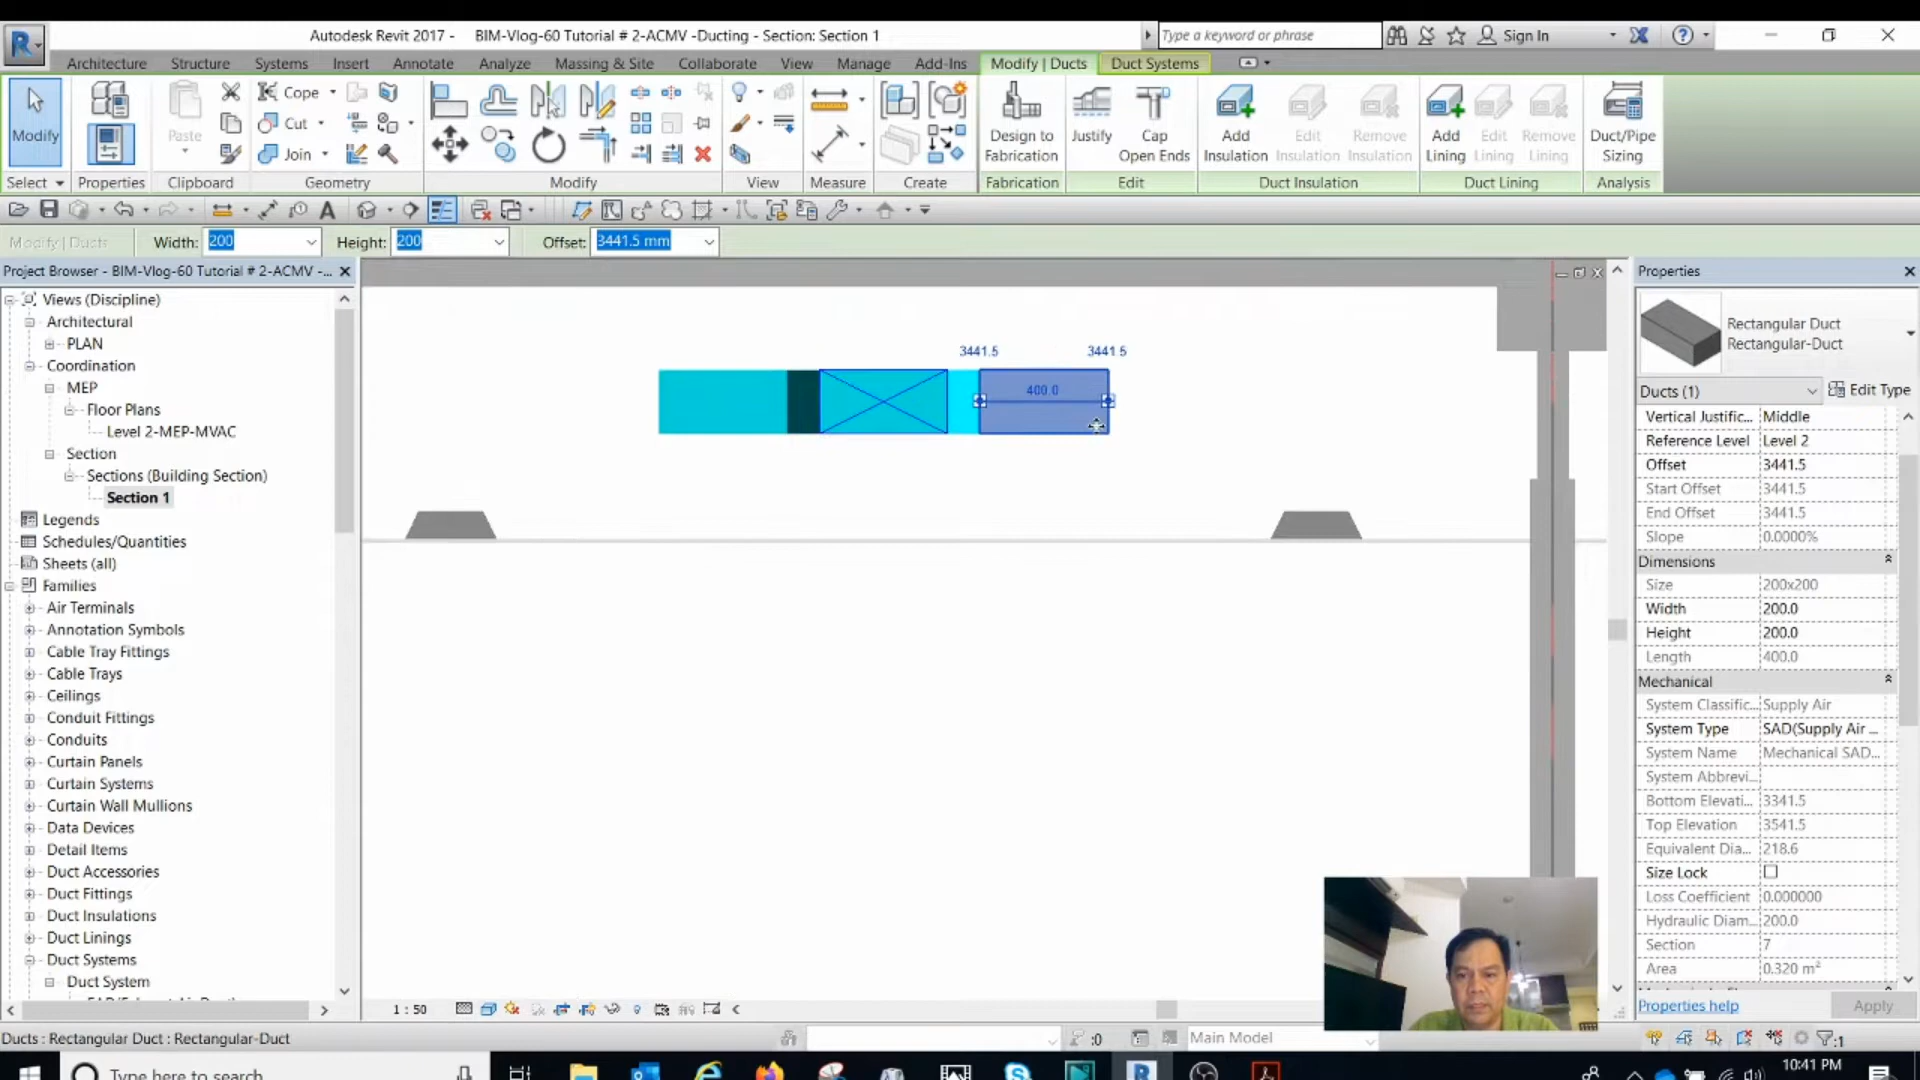 Autodesk Revit 2017 - BIM-Vlog-60 Tutorial # 2-ACMV -Ducting - Section: Section 1
Type a keyword or phrase
Sign In
Architecture Structure Systems Insert Annotate Analyze Massing & Site Collaborate View Manage Add-Ins Modify | Ducts Duct Systems
Modify
Paste
Cope
Cut
Join
Design to Fabrication
Justify
Cap Open Ends
Add Insulation
Edit Insulation
Remove Insulation
Add Lining
Edit Lining
Remove Lining
Duct/Pipe Sizing
Select Properties Clipboard Geometry Modify View Measure Create Fabrication Edit Duct Insulation Duct Lining Analysis
Modify | Ducts Width: 200 Height: 200 Offset: 3441.5 mm
Project Browser - BIM-Vlog-60 Tutorial # 2-ACMV -...
Views (Discipline)
Architectural
PLAN
Coordination
MEP
Floor Plans
Level 2-MEP-MVAC
Section
Sections (Building Section)
Section 1
Legends
Schedules/Quantities
Sheets (all)
Families
Air Terminals
Annotation Symbols
Cable Tray Fittings
Cable Trays
Ceilings
Conduit Fittings
Conduits
Curtain Panels
Curtain Systems
Curtain Wall Mullions
Data Devices
Detail Items
Duct Accessories
Duct Fittings
Duct Insulations
Duct Linings
Duct Systems
Duct System
3441.5 3441.5
400.0
1 : 50
Properties
Rectangular Duct
Rectangular-Duct
Ducts (1) Edit Type
Vertical Justific... Middle
Reference Level Level 2
Offset 3441.5
Start Offset 3441.5
End Offset 3441.5
Slope 0.0000%
Dimensions
Size 200x200
Width 200.0
Height 200.0
Length 400.0
Mechanical
System Classific... Supply Air
System Type SAD(Supply Air ...
System Name Mechanical SAD...
System Abbrevi...
Bottom Elevati... 3341.5
Top Elevation 3541.5
Equivalent Dia... 218.6
Size Lock
Loss Coefficient 0.000000
Hydraulic Diam... 200.0
Section 7
Area 0.320 m²
Properties help Apply
Ducts : Rectangular Duct : Rectangular-Duct
:0
Main Model
:1
Type here to search
10:41 PM